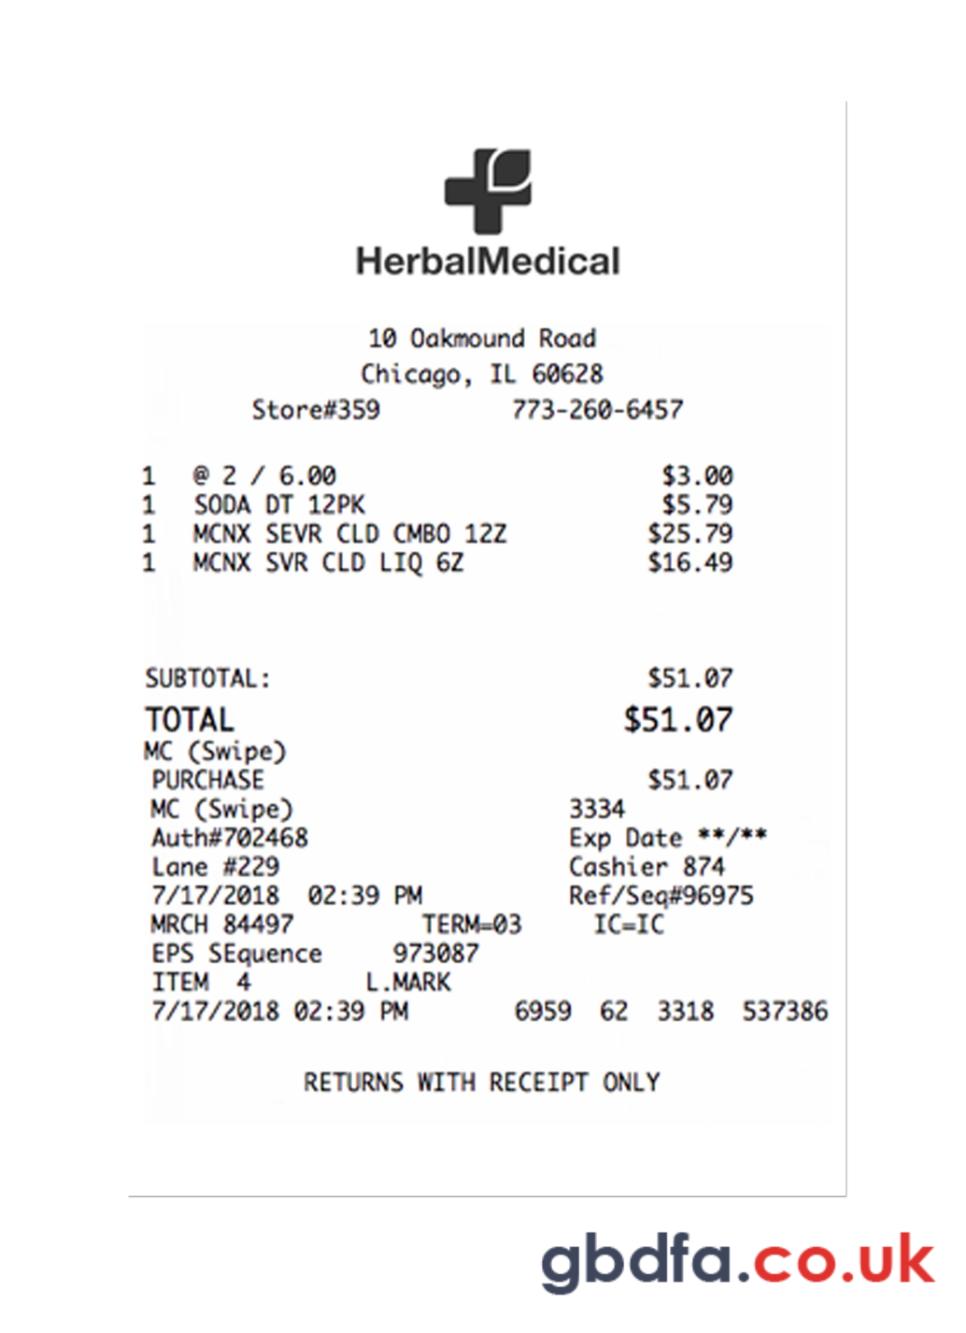 HerbalMedical
10 Oakmound Road
Chicago, IL 60628
Store#359 773-260-6457
1 @ 2 / 6.00 $3.00
1 SODA DT 12PK $5.79
1 MCNX SEVR CLD CMBO 12Z $25.79
1 MCNX SVR CLD LIQ 6Z $16.49
SUBTOTAL: $51.07
TOTAL $51.07
MC (Swipe)
PURCHASE $51.07
MC (Swipe) 3334
Auth#702468 Exp Date **/**
Lane #229 Cashier 874
7/17/2018 02:39 PM Ref/Seq#96975
MRCH 84497 TERM=03 IC=IC
EPS SEquence 973087
ITEM 4 L.MARK
7/17/2018 02:39 PM 6959 62 3318 537386
RETURNS WITH RECEIPT ONLY
gbdfa.co.uk